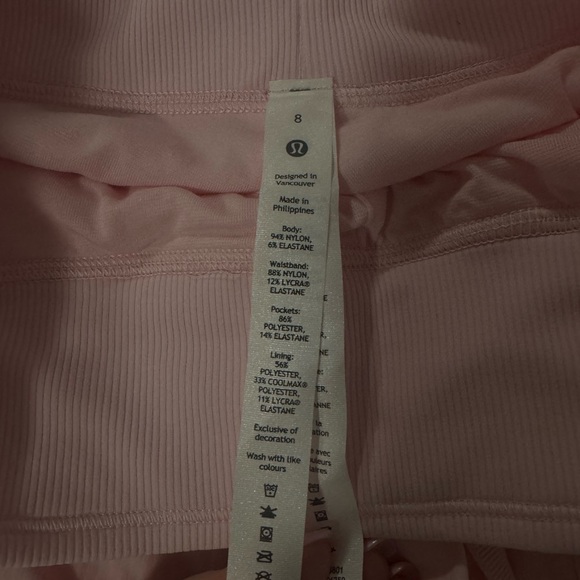 8
Designed in
Vancouver
Made in
Philippines
Body:
94% NYLON,
6% ELASTANE
Waistband:
88% NYLON,
12% LYCRA®
ELASTANE
Pockets:
86%
POLYESTER,
14% ELASTANE
Lining:
56%
POLYESTER,
33% COOLMAX®
POLYESTER,
11% LYCRA®
ELASTANE
Exclusive of
decoration
Wash with like
colours